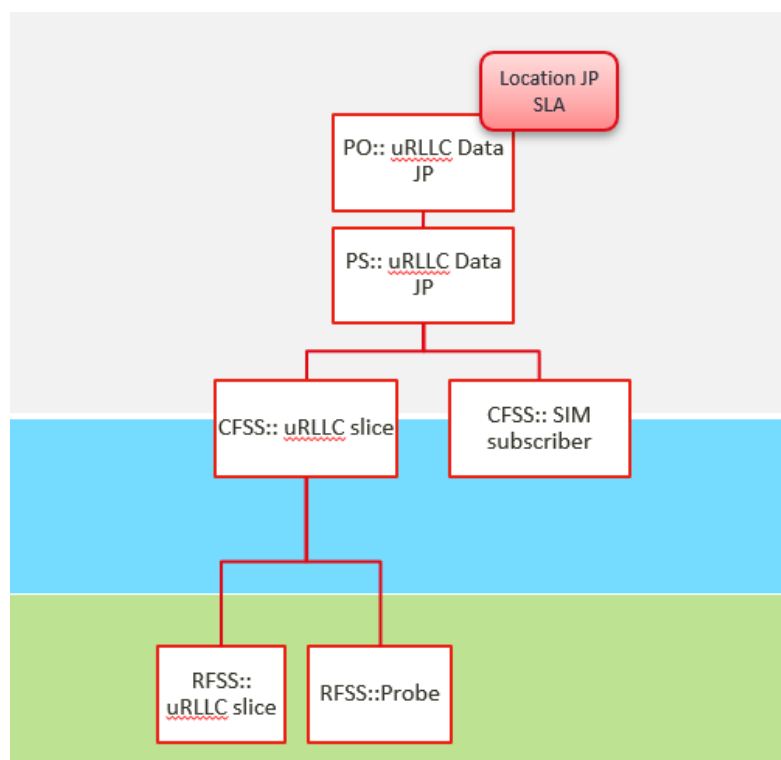 Location JP
SLA
PO:: uRLLC Data
JP
PS:: uRLLC Data
JP
CFSS:: uRLLC slice
CFSS:: SIM
subscriber
RFSS::
uRLLC slice
RFSS::Probe